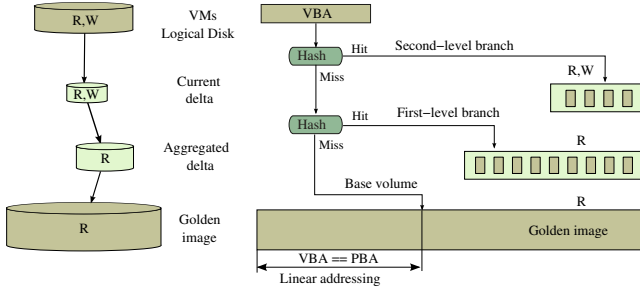 R,W
VMs
Logical Disk
R,W
Current
delta
R
Aggregated
delta
R
Golden
image
VBA
Hash
Hit
Second−level branch
Miss
R,W
Hash
Hit
First−level branch
Miss
R
Base volume
R
Golden image
VBA == PBA
Linear addressing